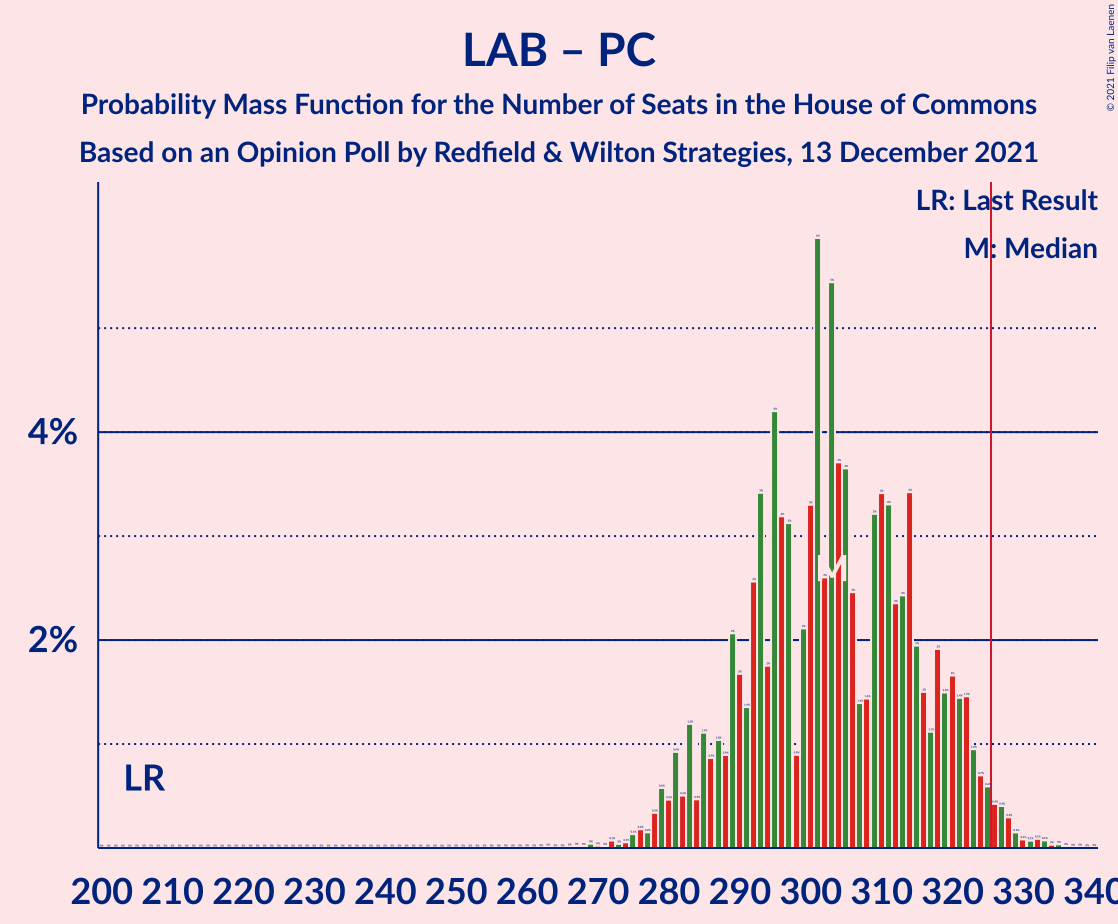 LAB – PC
Probability Mass Function for the Number of Seats in the House of Commons
Based on an Opinion Poll by Redfield & Wilton Strategies, 13 December 2021
© 2021 Filip van Laenen
LR: Last Result
M: Median
4%
2%
LR
M
200 210 220 230 240 250 260 270 280 290 300 310 320 330 340